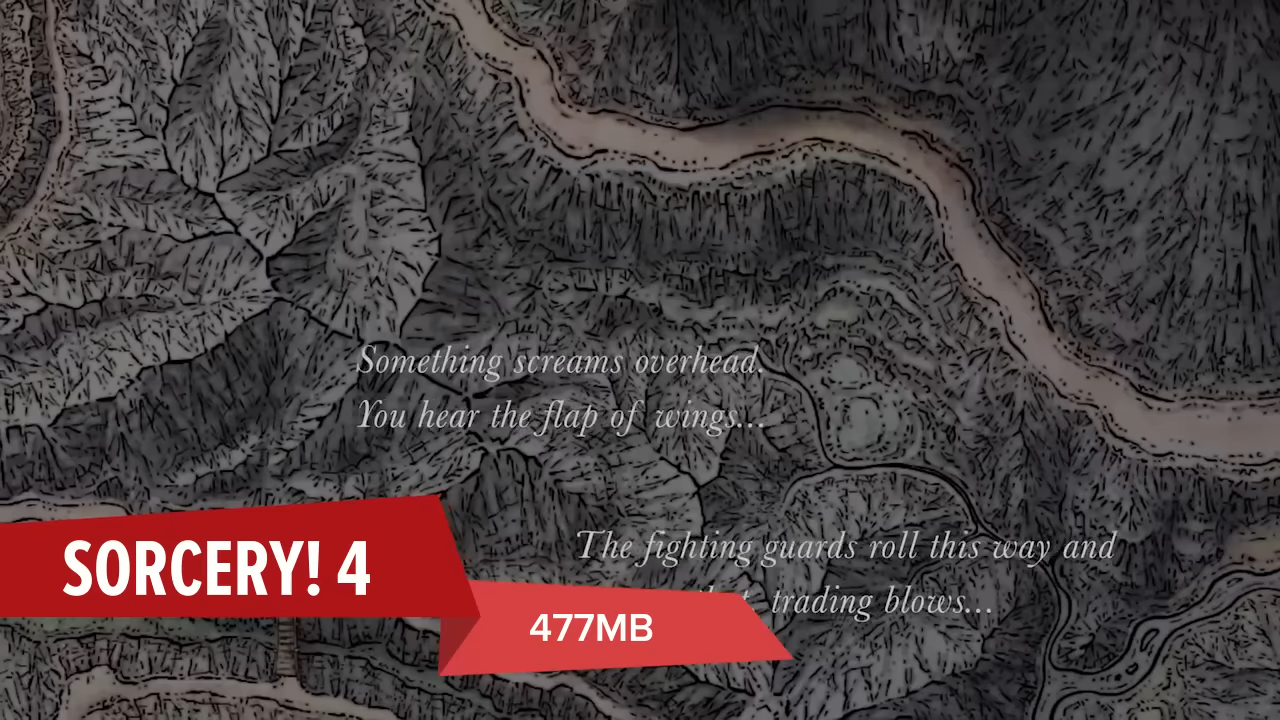 Something screams overhead.
You hear the flap of wings...
The fighting guards roll this way and
trading blows...
SORCERY! 4
477MB